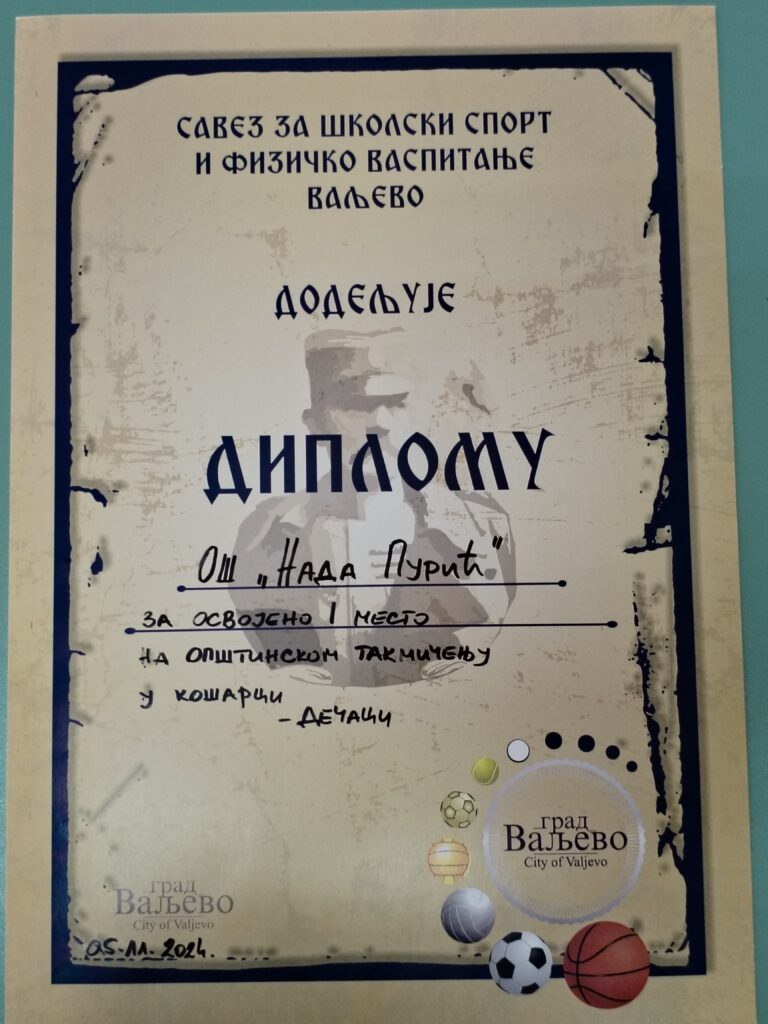 САВЕЗ ЗА ШКОЛСКИ СПОРТ
И ФИЗИЧКО ВАСПИТАЊЕ
ВАЉЕВО
ДОДЕЉУЈЕ
ДИПЛОМУ
ОШ „НАДА ПУРИЋ"
ЗА ОСВОЈЕНО I МЕСТО
НА ОПШТИНСКОМ ТАКМИЧЕЊУ
У КОШАРЦИ
- ДЕЧАЦИ
град
Ваљево
City of Valjevo
град
Ваљево
City of Valjevo
05.11.2024.